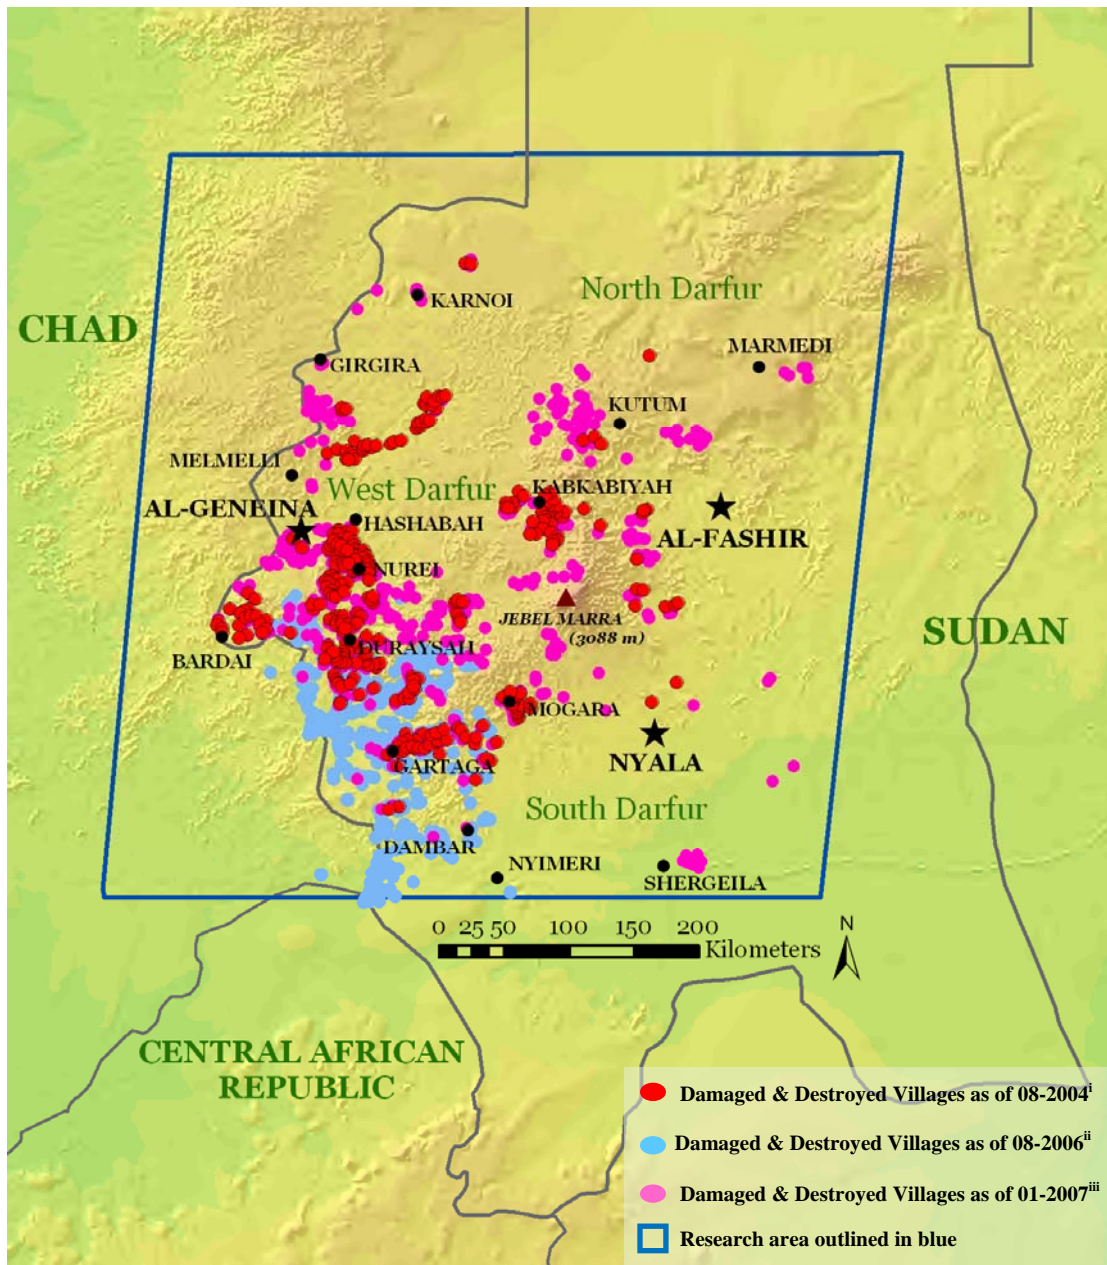 North Darfur
KARNOI
CHAD
MARMEDI
GIRGIRA
KUTUM
MELMELLI
West Darfur
KABKABIYAH
AL-GENEINA
HASHABAH
AL-FASHIR
NUREI
JEBEL MARRA
(3088 m)
SUDAN
DURAYSAH
BARDAI
MOGARA
NYALA
GARTAGA
South Darfur
DAMBAR
NYIMERI
SHERGEILA
0 25 50 100 150 200
Kilometers
N
CENTRAL AFRICAN
REPUBLIC
Damaged & Destroyed Villages as of 08-2004i
Damaged & Destroyed Villages as of 08-2006ii
Damaged & Destroyed Villages as of 01-2007iii
Research area outlined in blue